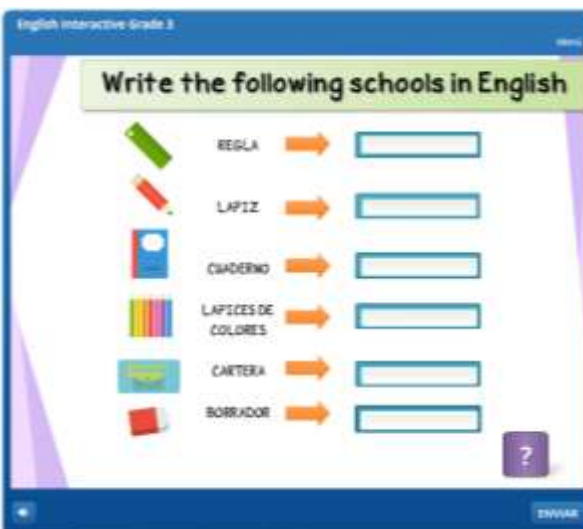 English Interactive Grade 3
Menú
Write the following schools in English
REGLA
LAPIZ
CUADERNO
LAPICES DE
COLORES
CARTERA
BORRADOR
?
ENVIAR